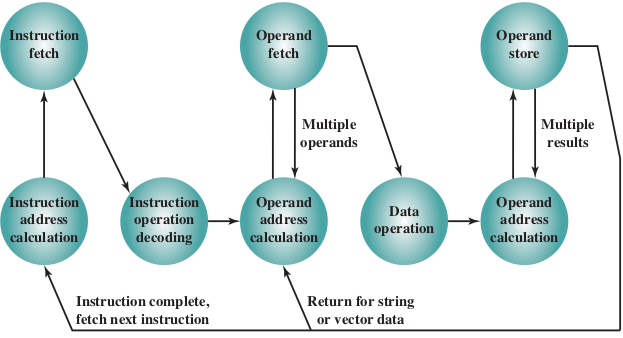 Instruction
fetch
Operand
fetch
Operand
store
Multiple
operands
Multiple
results
Instruction
address
calculation
Instruction
operation
decoding
Operand
address
calculation
Data
operation
Operand
address
calculation
Instruction complete,
fetch next instruction
Return for string
or vector data